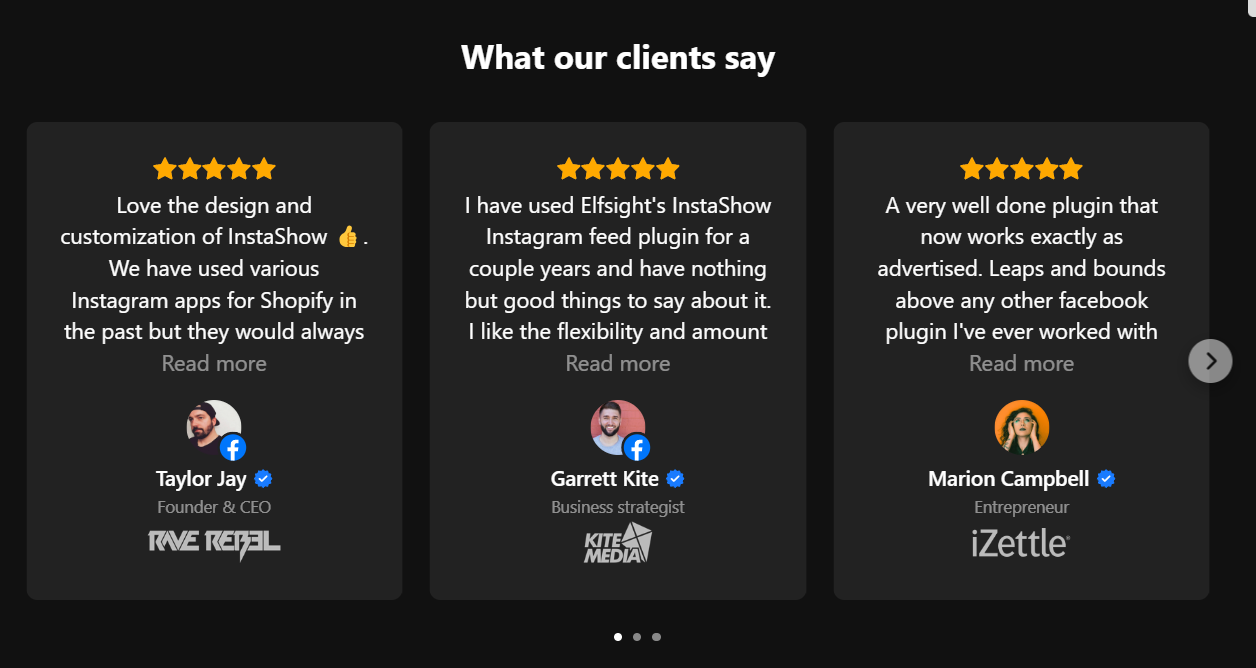 What our clients say
Love the design and
customization of InstaShow 👍 .
We have used various
Instagram apps for Shopify in
the past but they would always
Read more
Taylor Jay
Founder & CEO
RAVE REBEL
I have used Elfsight's InstaShow
Instagram feed plugin for a
couple years and have nothing
but good things to say about it.
I like the flexibility and amount
Read more
Garrett Kite
Business strategist
KITE
MEDIA
A very well done plugin that
now works exactly as
advertised. Leaps and bounds
above any other facebook
plugin I've ever worked with
Read more
Marion Campbell
Entrepreneur
iZettle